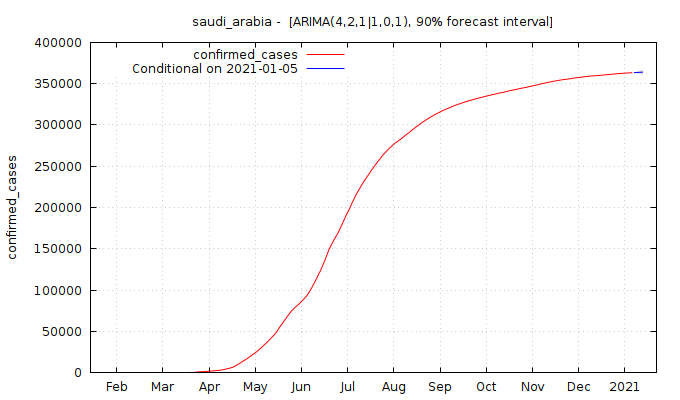 saudi_arabia -  [ARIMA(4,2,1|1,0,1), 90% forecast interval]
confirmed_cases
Conditional on 2021-01-05
400000
350000
300000
250000
200000
150000
100000
50000
0
confirmed_cases
Feb Mar Apr May Jun Jul Aug Sep Oct Nov Dec 2021